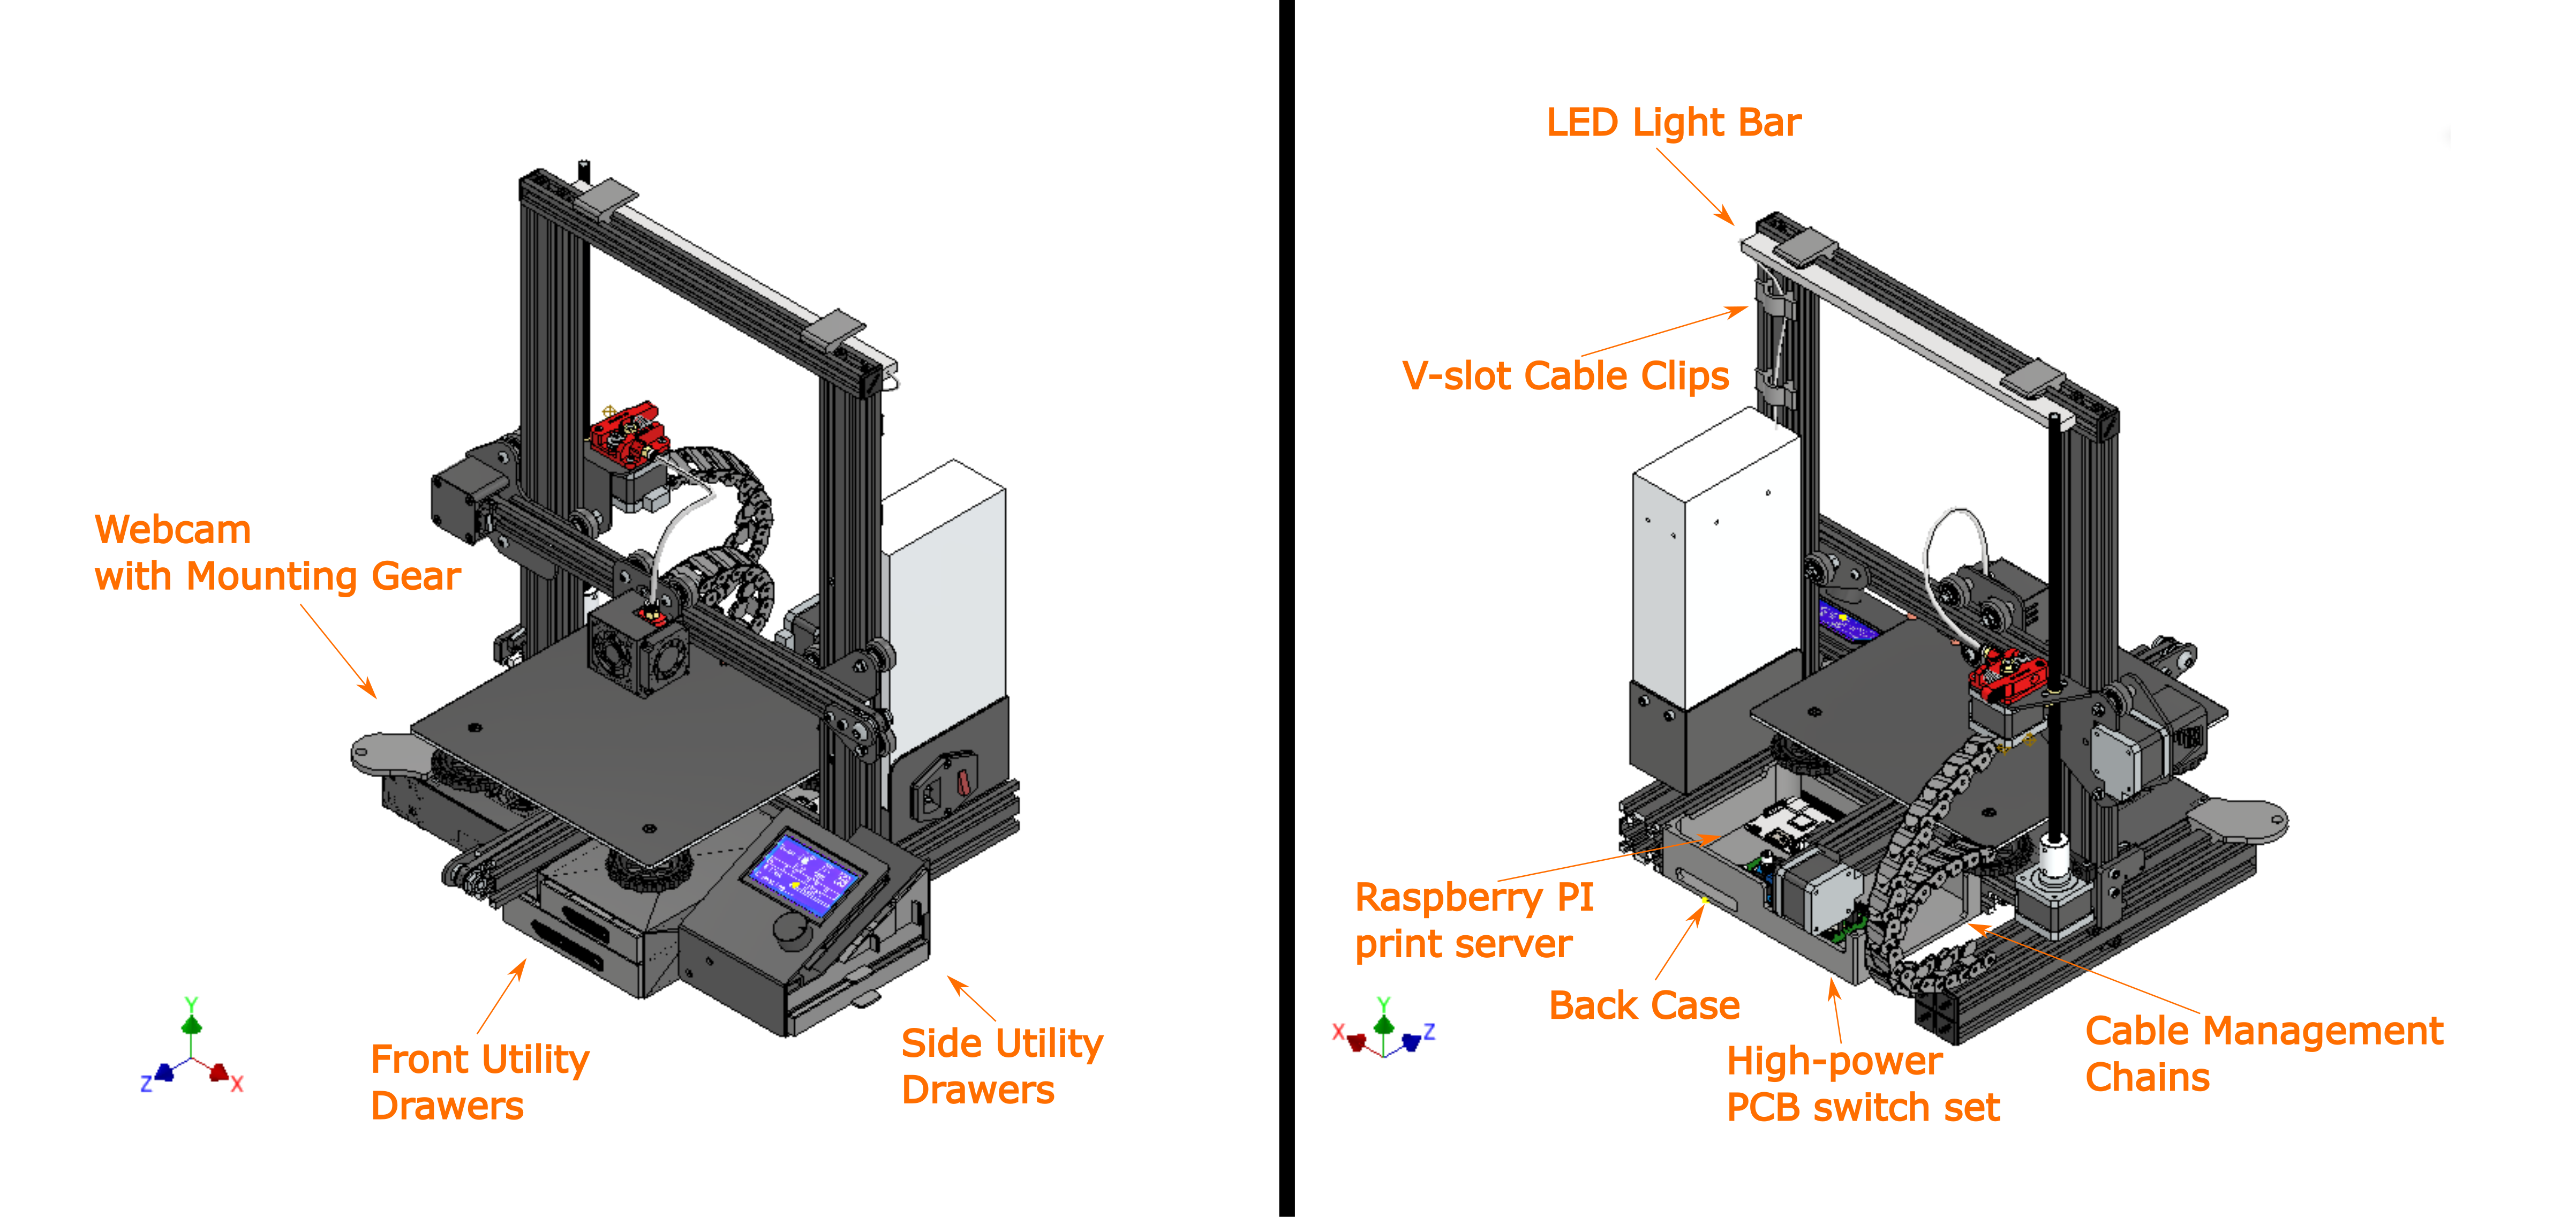 Webcam
with Mounting Gear
Front Utility
Drawers
Side Utility
Drawers
Y
Z
X
LED Light Bar
V-slot Cable Clips
Raspberry PI
print server
Back Case
High-power
PCB switch set
Cable Management
Chains
Y
X
Z